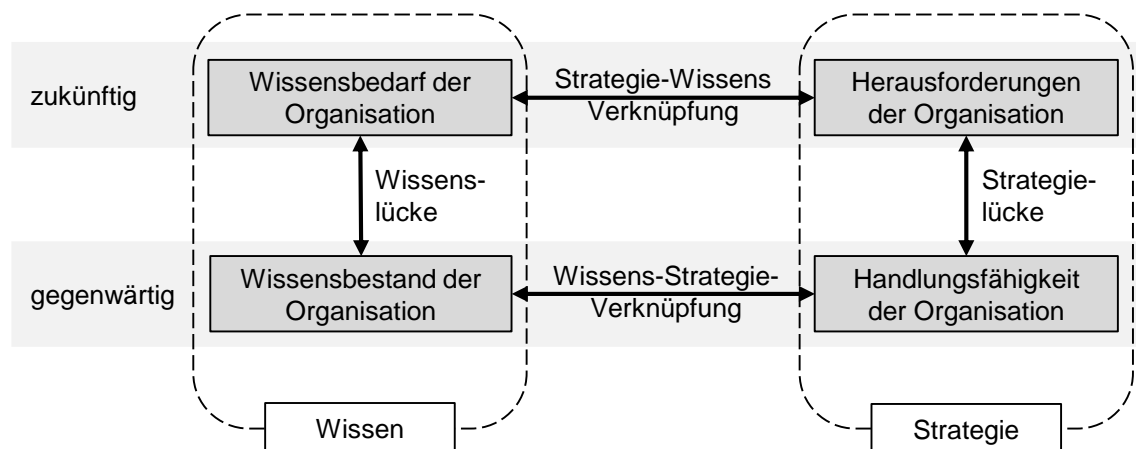 zukünftig
Wissensbedarf der
Organisation
Strategie-Wissens
Verknüpfung
Herausforderungen
der Organisation
Wissens-
lücke
Strategie-
lücke
gegenwärtig
Wissensbestand der
Organisation
Wissens-Strategie-
Verknüpfung
Handlungsfähigkeit
der Organisation
Wissen
Strategie